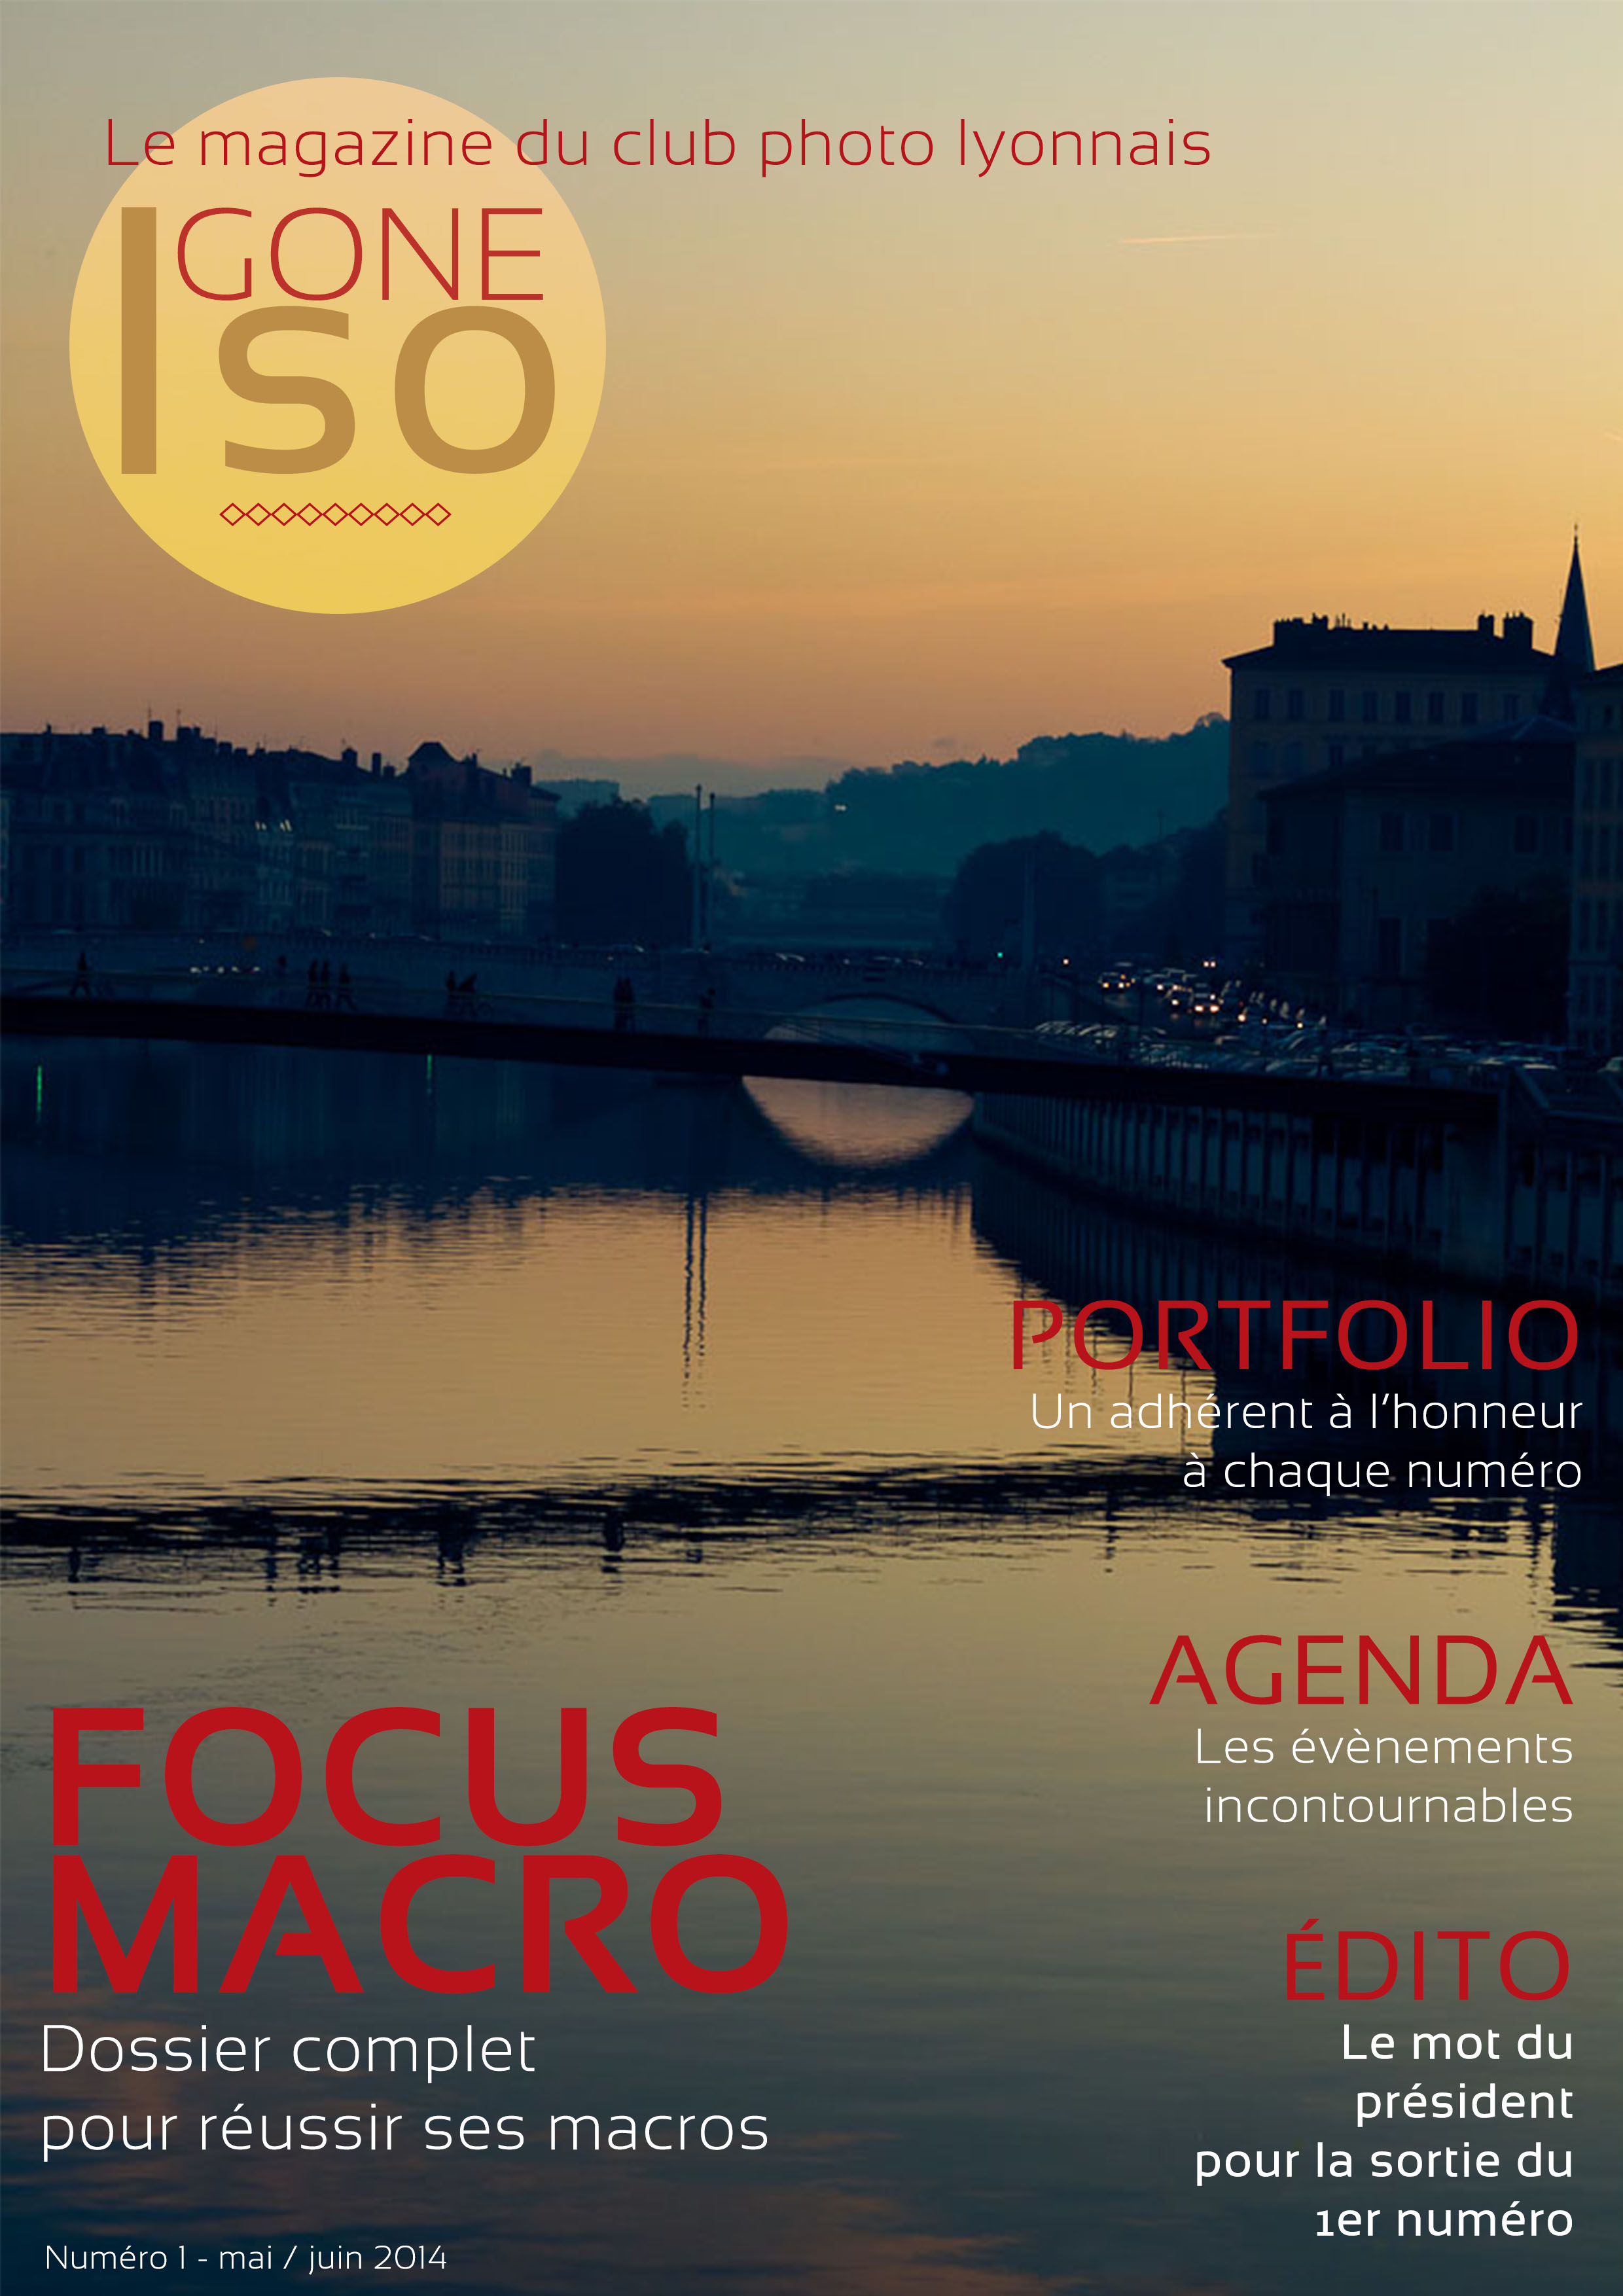 Le magazine du club photo lyonnais
GONE
Iso
PORTFOLIO
Un adhérent à l'honneur
à chaque numéro
AGENDA
Les évènements
incontournables
FOCUS
MACRO
Dossier complet
pour réussir ses macros
ÉDITO
Le mot du
président
pour la sortie du
1er numéro
Numéro 1 - mai / juin 2014